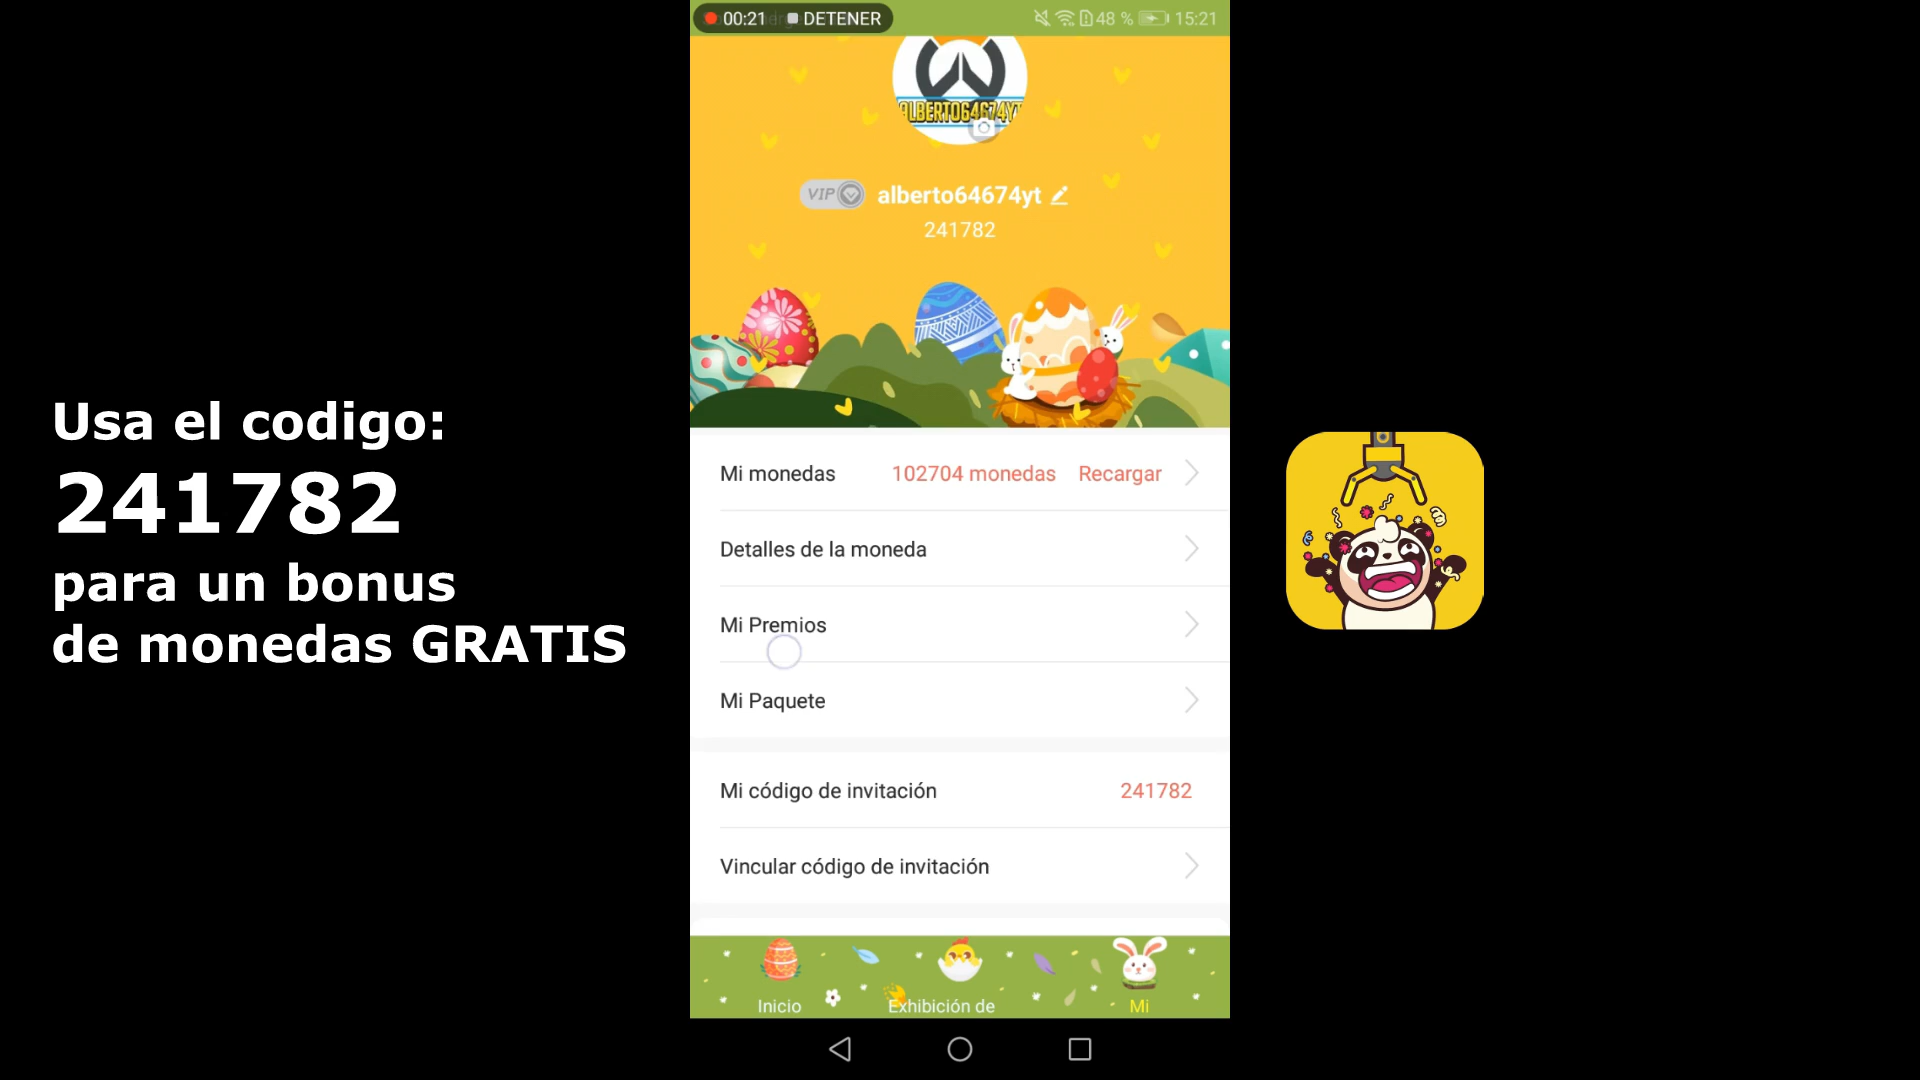 00:21 DETENER
48 % 15:21
ALBERTO64674YT
VIP alberto64674yt
241782
Usa el codigo:
241782
para un bonus
de monedas GRATIS
Mi monedas 102704 monedas Recargar
Detalles de la moneda
Mi Premios
Mi Paquete
Mi código de invitación 241782
Vincular código de invitación
Inicio Exhibición de Mi